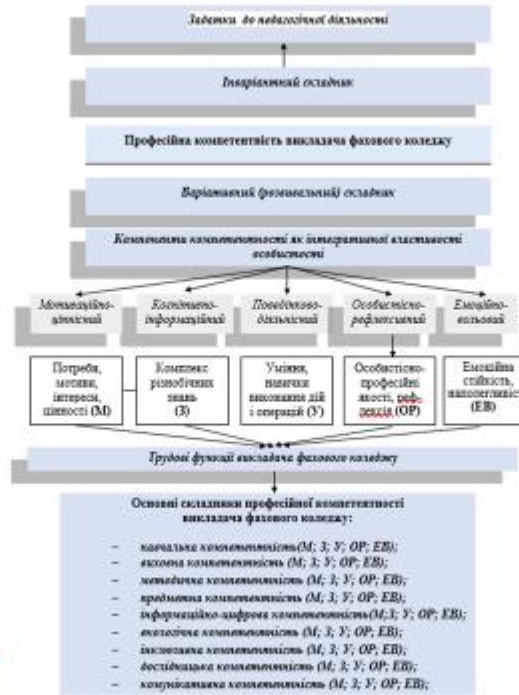 Задатки до педагогічної діяльності
Інваріантний складник
Професійна компетентність викладача фахового коледжу
Варіативний (розвивальний) складник
Компоненти компетентності як інтегративної властивості
особистості
Мотиваційно-
ціннісний
Когнітивно-
інформаційний
Поведінково-
діяльнісний
Особистісно-
рефлексивний
Емоційно-
вольовий
Потреби,
мотиви,
інтереси,
цінності (М)
Комплекс
різнобічних
знань
(З)
Уміння,
навички
виконання дій
і операцій (У)
Особистісно-
професійні
якості, реф-
лексія (ОР)
Емоційна
стійкість,
наполегливіс
(ЕВ)
Трудові функції викладача фахового коледжу
Основні складники професійної компетентності
викладача фахового коледжу:
– навчальна компетентність(М; З; У; ОР; ЕВ);
– виховна компетентність (М; З; У; ОР; ЕВ);
– методична компетентність (М; З; У; ОР; ЕВ);
– предметна компетентність (М; З; У; ОР; ЕВ);
– інформаційно-цифрова компетентність(М;З; У; ОР; ЕВ);
– екологічна компетентність (М; З; У; ОР; ЕВ);
– інклюзивна компетентність (М; З; У; ОР; ЕВ);
– дослідницька компетентність (М; З; У; ОР; ЕВ);
– комунікативна компетентність (М; З; У; ОР; ЕВ);